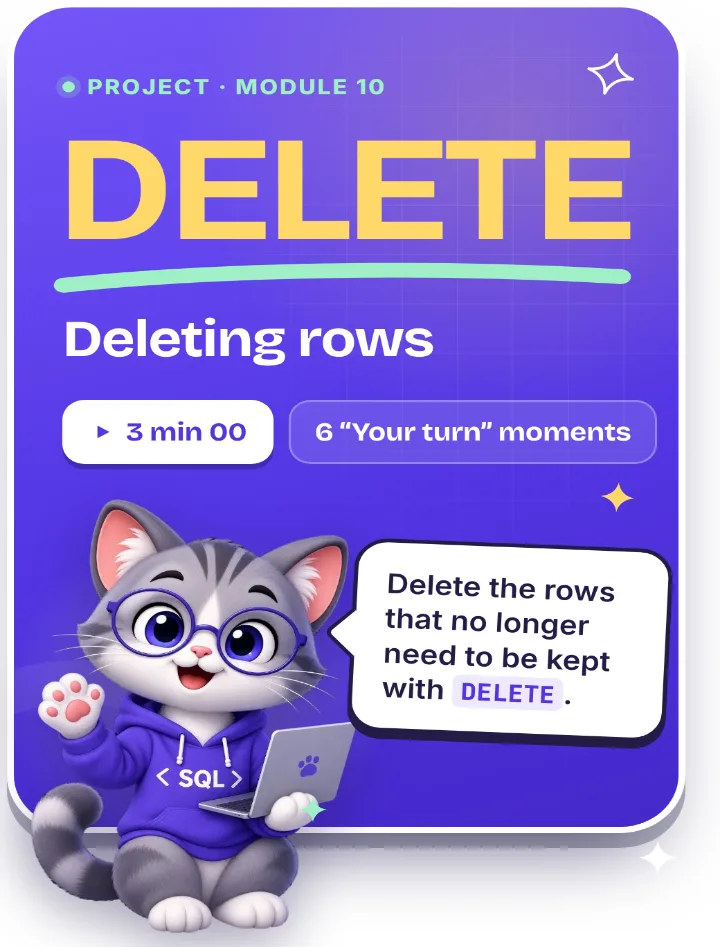 PROJECT · MODULE 10
DELETE
Deleting rows
3 min 00
6 “Your turn” moments
Delete the rows
that no longer
need to be kept
with DELETE.
< SQL >